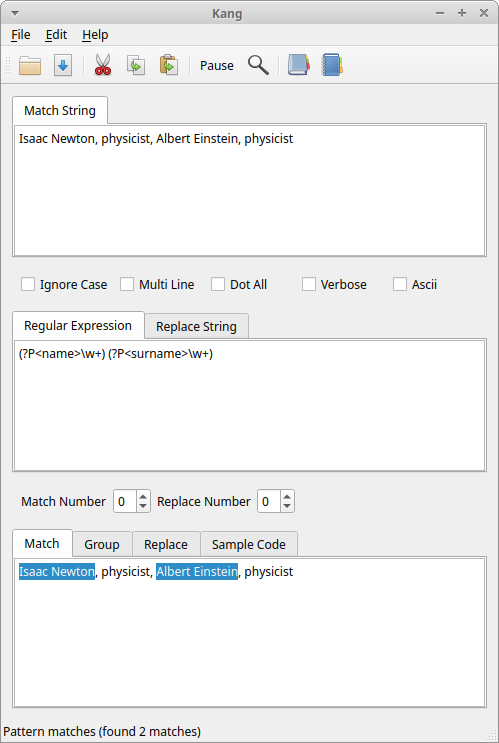 Kang
File Edit Help
Pause
Match String
Isaac Newton, physicist, Albert Einstein, physicist
Ignore Case Multi Line Dot All Verbose Ascii
Regular Expression Replace String
(?P<name>\w+) (?P<surname>\w+)
Match Number 0 Replace Number 0
Match Group Replace Sample Code
Isaac Newton, physicist, Albert Einstein, physicist
Pattern matches (found 2 matches)